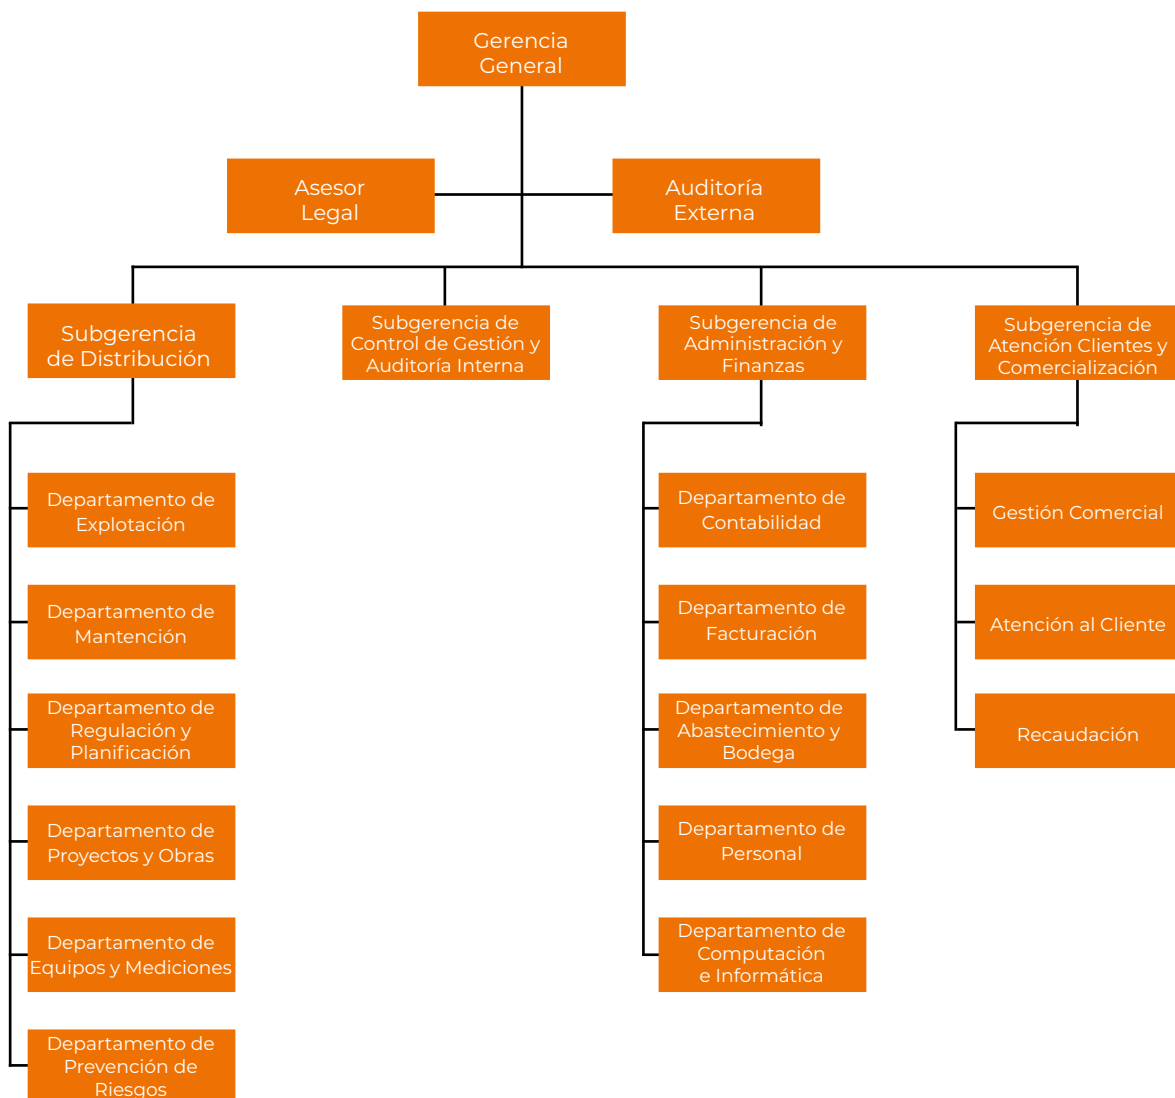 Gerencia
General
Asesor
Legal
Auditoría
Externa
Subgerencia
de Distribución
Subgerencia de
Control de Gestión y
Auditoría Interna
Subgerencia de
Administración y
Finanzas
Subgerencia de
Atención Clientes y
Comercialización
Departamento de
Explotación
Departamento de
Mantención
Departamento de
Regulación y
Planificación
Departamento de
Proyectos y Obras
Departamento de
Equipos y Mediciones
Departamento de
Prevención de
Riesgos
Departamento de
Contabilidad
Departamento de
Facturación
Departamento de
Abastecimiento y
Bodega
Departamento de
Personal
Departamento de
Computación
e Informática
Gestión Comercial
Atención al Cliente
Recaudación